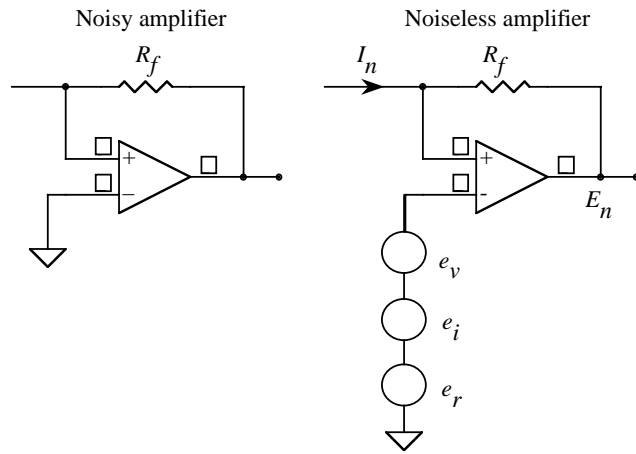 Noisy amplifier
R_f
+
–
Noiseless amplifier
I_n
R_f
+
-
E_n
e_v
e_i
e_r